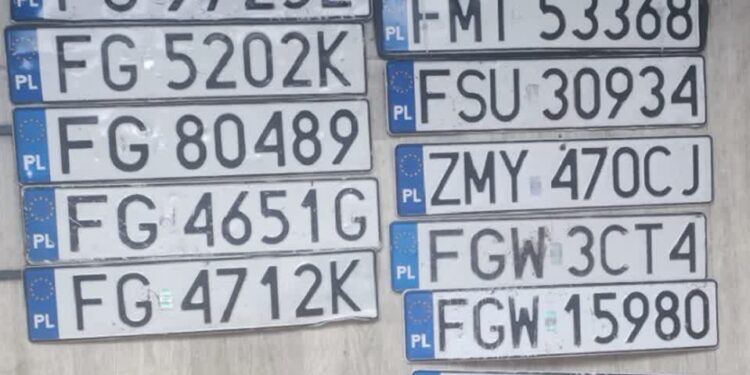 PL FG 5202K
PL FG 80489
PL FG 4651G
PL FG 4712K
PL FMI 53368
PL FSU 30934
PL ZMY 470CJ
PL FGW 3CT4
PL FGW 15980